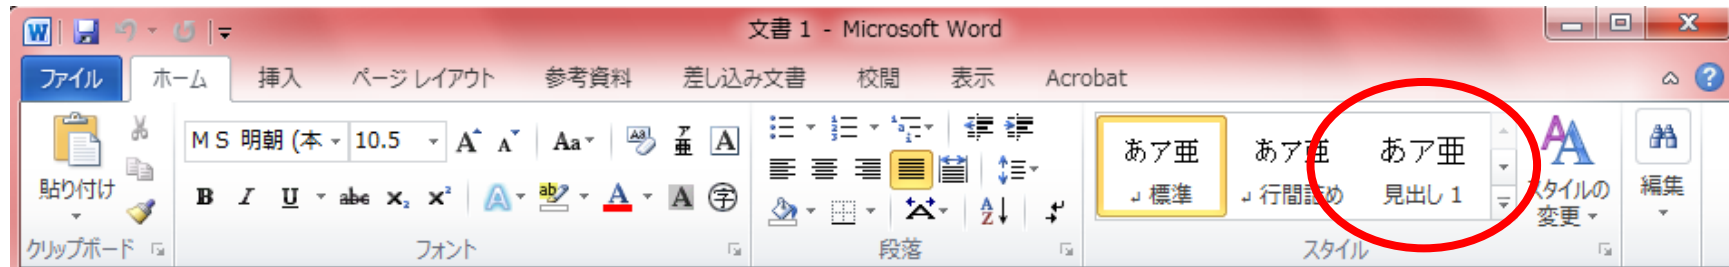 文書 1 - Microsoft Word
ファイル ホーム 挿入 ページ レイアウト 参考資料 差し込み文書 校閲 表示 Acrobat
貼り付け
クリップボード
MS 明朝 (本 10.5 A A Aa ア亜 A
B I U abc x₂ x² A ab A A 字
フォント
A Z
段落
あア亜 あア亜 あア亜
標準 行間詰め 見出し 1
スタイル
スタイルの
変更
編集